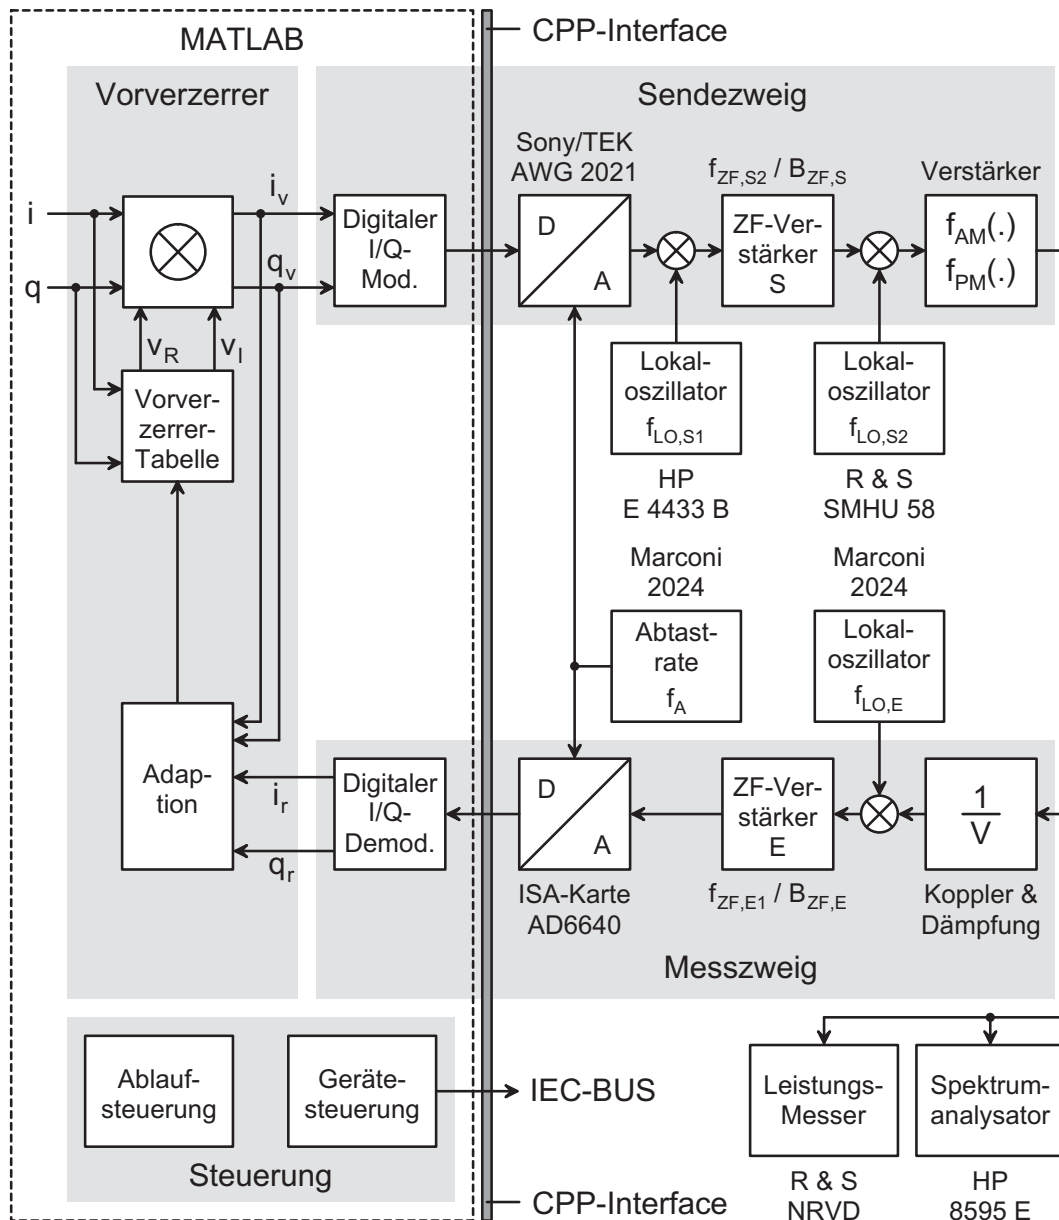 MATLAB
CPP-Interface
Vorverzerrer
Sendezweig
Sony/TEK
AWG 2021
f_ZF,S2 / B_ZF,S
Verstärker
i
q
i_v
q_v
Digitaler
I/Q-
Mod.
D
A
ZF-Ver-
stärker
S
f_AM(.)
f_PM(.)
v_R
v_I
Vorver-
zerrer-
Tabelle
Lokal-
oszillator
f_LO,S1
Lokal-
oszillator
f_LO,S2
HP
E 4433 B
R & S
SMHU 58
Marconi
2024
Marconi
2024
Abtast-
rate
f_A
Lokal-
oszillator
f_LO,E
Adap-
tion
i_r
q_r
Digitaler
I/Q-
Demod.
D
A
ZF-Ver-
stärker
E
1
V
ISA-Karte
AD6640
f_ZF,E1 / B_ZF,E
Koppler &
Dämpfung
Messzweig
Ablauf-
steuerung
Geräte-
steuerung
IEC-BUS
Leistungs-
Messer
Spektrum-
analysator
Steuerung
CPP-Interface
R & S
NRVD
HP
8595 E